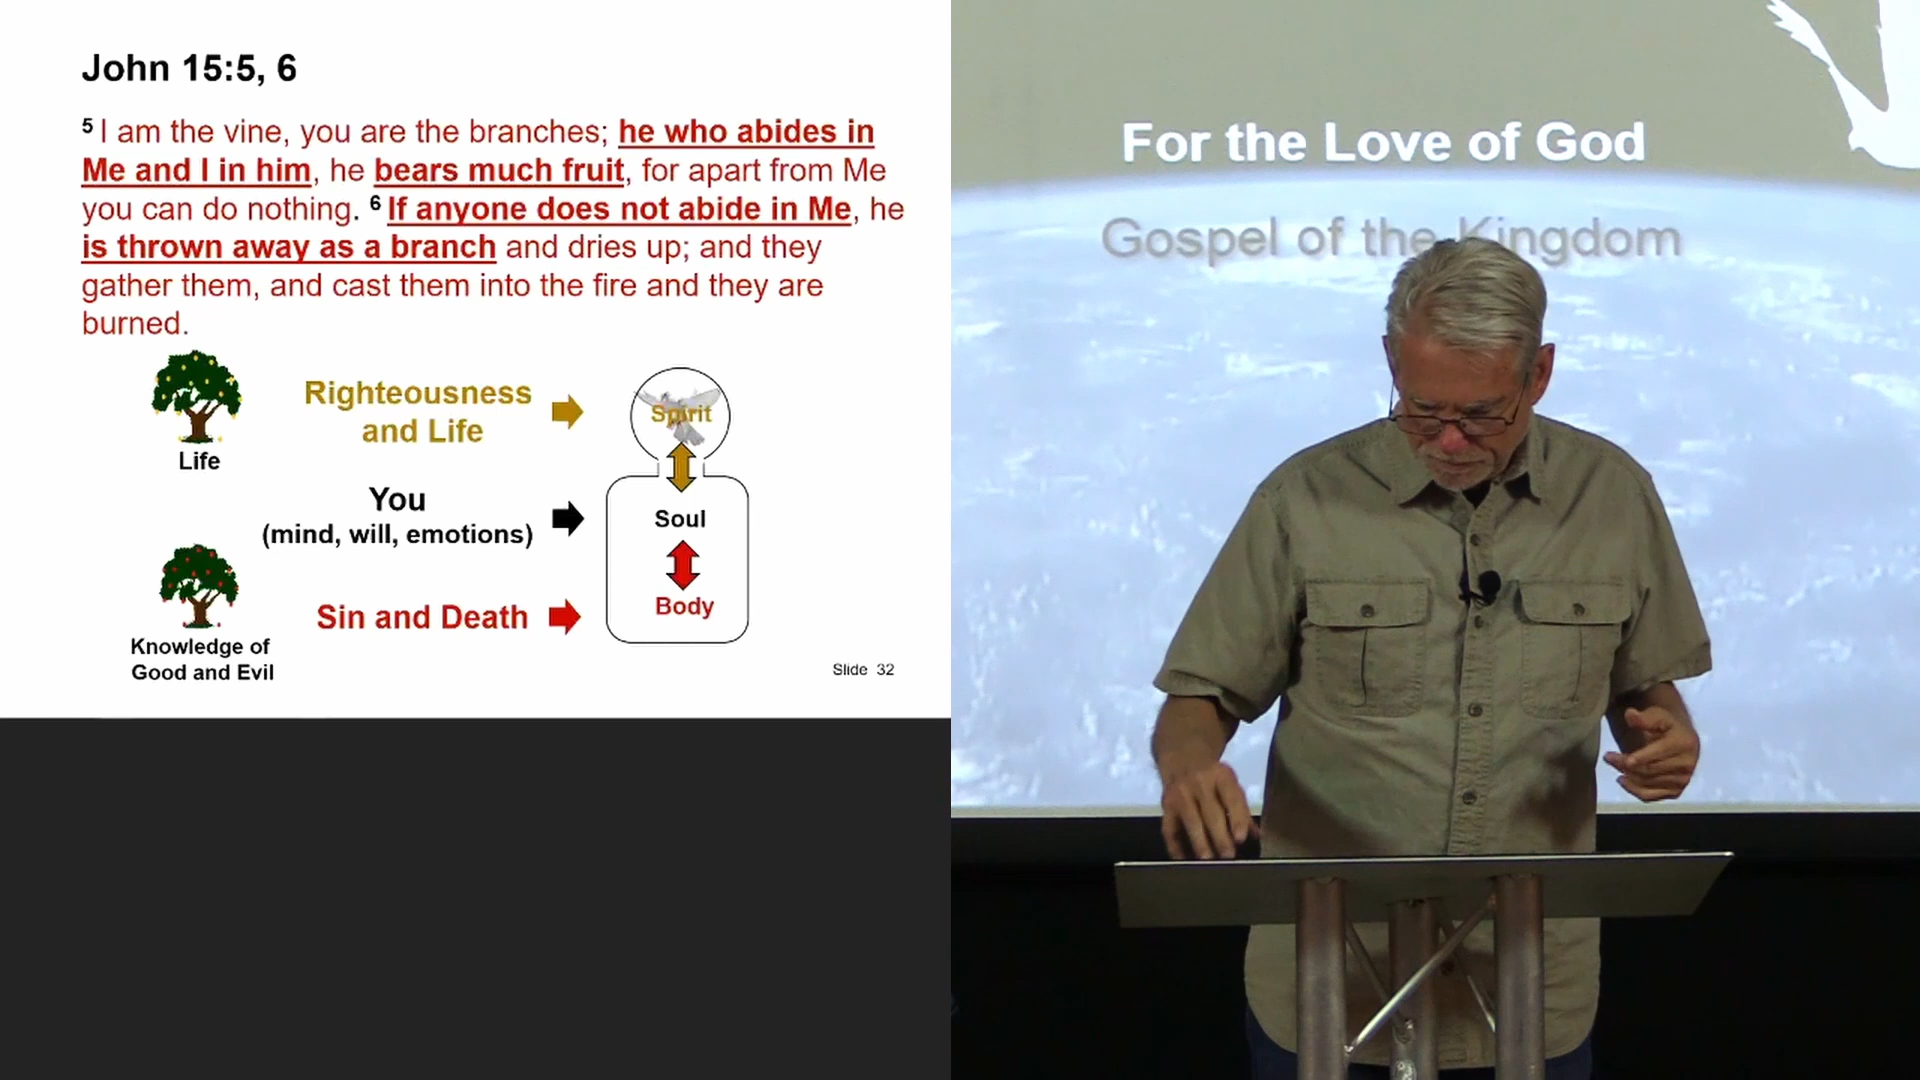 John 15:5, 6
5 I am the vine, you are the branches; he who abides in
Me and I in him, he bears much fruit, for apart from Me
you can do nothing. 6 If anyone does not abide in Me, he
is thrown away as a branch and dries up; and they
gather them, and cast them into the fire and they are
burned.
Life
Righteousness
and Life
Spirit
You
(mind, will, emotions)
Soul
Body
Sin and Death
Knowledge of
Good and Evil
Slide 32
For the Love of God
Gospel of the Kingdom